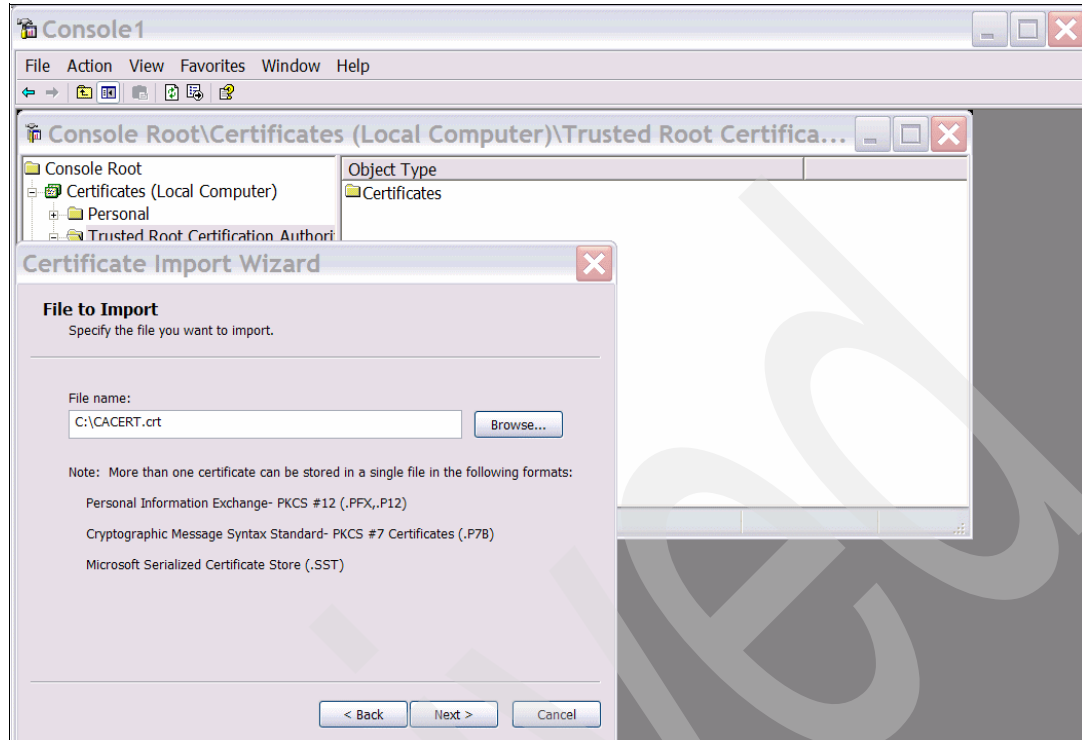 Console1
File Action View Favorites Window Help
Console Root\Certificates (Local Computer)\Trusted Root Certifica...
Console Root
Object Type
Certificates (Local Computer)
Certificates
Personal
Trusted Root Certification Authori
Certificate Import Wizard
File to Import
Specify the file you want to import.
File name:
C:\CACERT.crt
Browse...
Note: More than one certificate can be stored in a single file in the following formats:
Personal Information Exchange- PKCS #12 (.PFX,.P12)
Cryptographic Message Syntax Standard- PKCS #7 Certificates (.P7B)
Microsoft Serialized Certificate Store (.SST)
< Back Next > Cancel